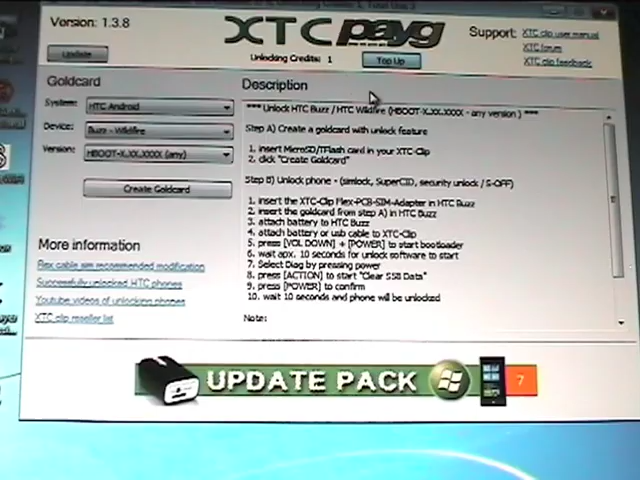 Version: 1.3.8
XTC payg
Update
Unlocking Credits: 1
Top Up
Support:
XTC clip user manual
XTC forum
XTC clip feedback
Goldcard
System:
HTC Android
Device:
Buzz - Wildfire
Version:
HBOOT-X.XX.XXXX (any)
Create Goldcard
More information
flex cable sim recommended modification
Successfully unlocked HTC phones
Youtube videos of unlocking phones
XTC clip reseller list
Description
*** Unlock HTC Buzz / HTC Wildfire (HBOOT-X.XX.XXXX - any version ) ***
Step A) Create a goldcard with unlock feature
1. insert MicroSD/TFlash card in your XTC-Clip
2. click "Create Goldcard"
Step B) Unlock phone - (simlock, SuperCID, security unlock / S-OFF)
1. insert the XTC-Clip Flex-PCB-SIM-Adapter in HTC Buzz
2. insert the goldcard from step A) in HTC Buzz
3. attach battery to HTC Buzz
4. attach battery or usb cable to XTC-Clip
5. press [VOL DOWN] + [POWER] to start bootloader
6. wait apx. 10 seconds for unlock software to start
7. Select Diag by pressing power
8. press [ACTION] to start "Clear S58 Data"
9. press [POWER] to confirm
10. wait 10 seconds and phone will be unlocked
Note:
UPDATE PACK
7